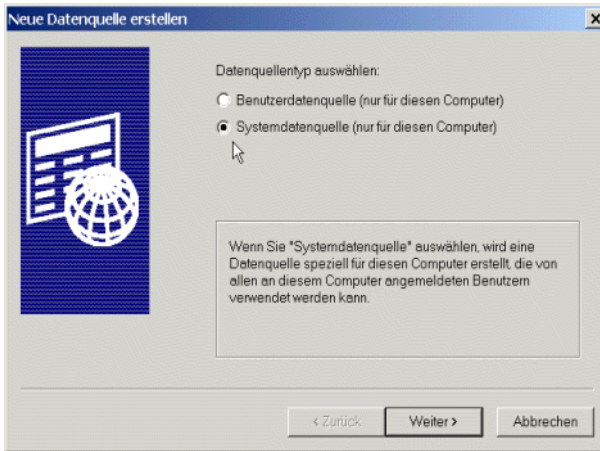 Neue Datenquelle erstellen
Datenquellentyp auswählen:
Benutzerdatenquelle (nur für diesen Computer)
Systemdatenquelle (nur für diesen Computer)
Wenn Sie "Systemdatenquelle" auswählen, wird eine
Datenquelle speziell für diesen Computer erstellt, die von
allen an diesem Computer angemeldeten Benutzern
verwendet werden kann.
< Zurück
Weiter >
Abbrechen